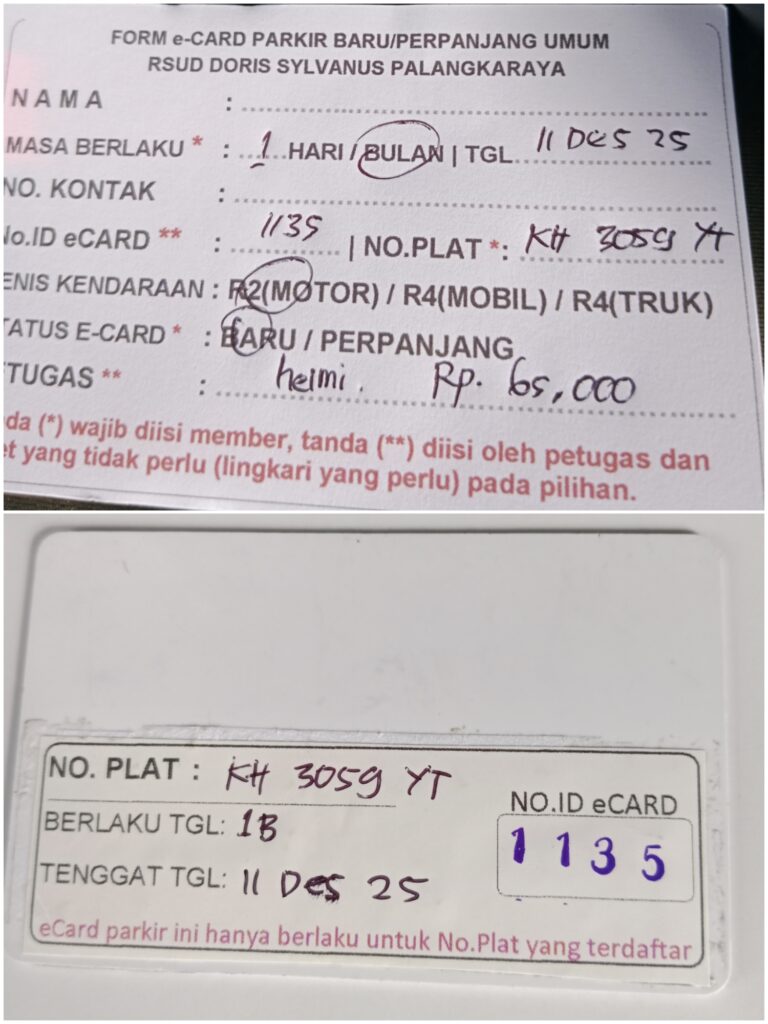 FORM e-CARD PARKIR BARU/PERPANJANG UMUM
RSUD DORIS SYLVANUS PALANGKARAYA
NAMA :
MASA BERLAKU * : 1 HARI / BULAN | TGL 11 DES 25
NO. KONTAK :
No.ID eCARD ** : 1135 | NO.PLAT *: KH 3059 YT
ENIS KENDARAAN : R2(MOTOR) / R4(MOBIL) / R4(TRUK)
TATUS E-CARD * : BARU / PERPANJANG
TUGAS ** : helmi. Rp. 65,000
da (*) wajib diisi member, tanda (**) diisi oleh petugas dan
et yang tidak perlu (lingkari yang perlu) pada pilihan.
NO. PLAT : KH 3059 YT
NO.ID eCARD
BERLAKU TGL: 1B
1135
TENGGAT TGL: 11 Des 25
eCard parkir ini hanya berlaku untuk No.Plat yang terdaftar